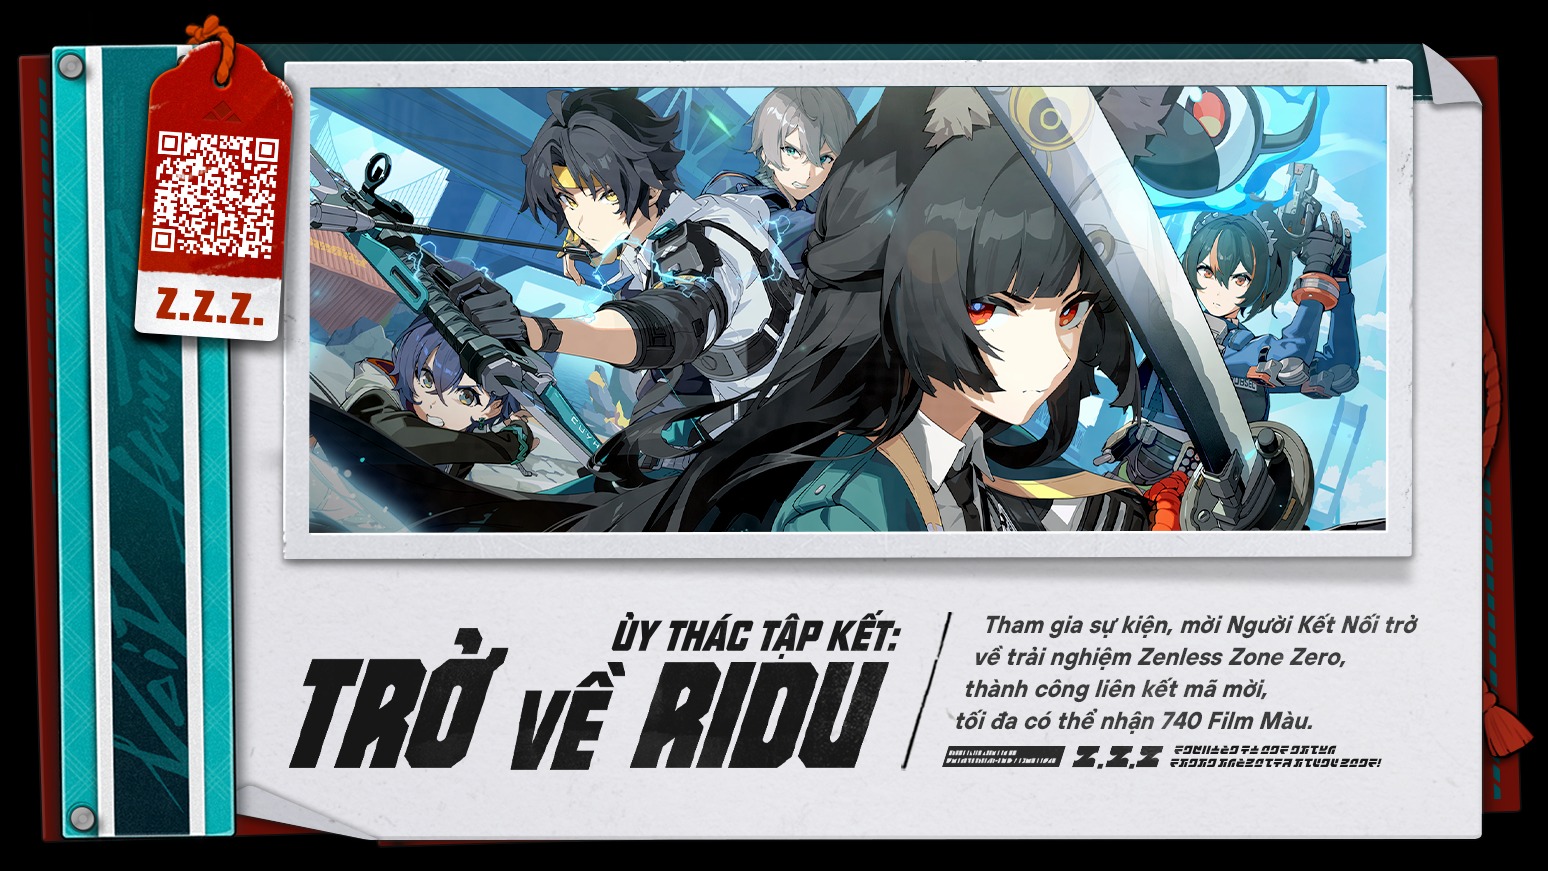 Z.Z.Z.
ỦY THÁC TẬP KẾT:
TRỞ VỀ RIDU
Tham gia sự kiện, mời Người Kết Nối trở
về trải nghiệm Zenless Zone Zero,
thành công liên kết mã mời,
tối đa có thể nhận 740 Film Màu.
Z.Z.Z